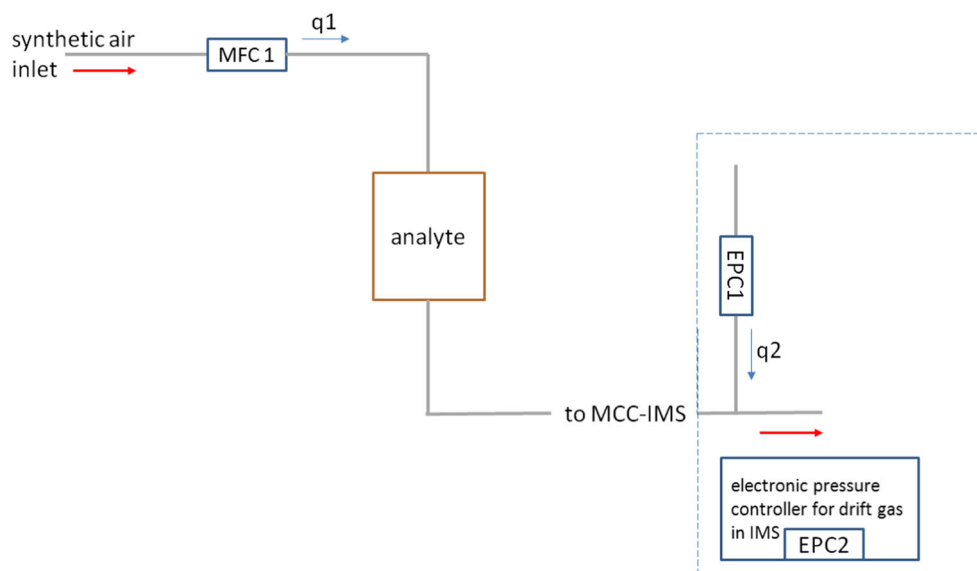 synthetic air
inlet
MFC 1
q1
analyte
EPC1
q2
to MCC-IMS
electronic pressure
controller for drift gas
in IMS
EPC2